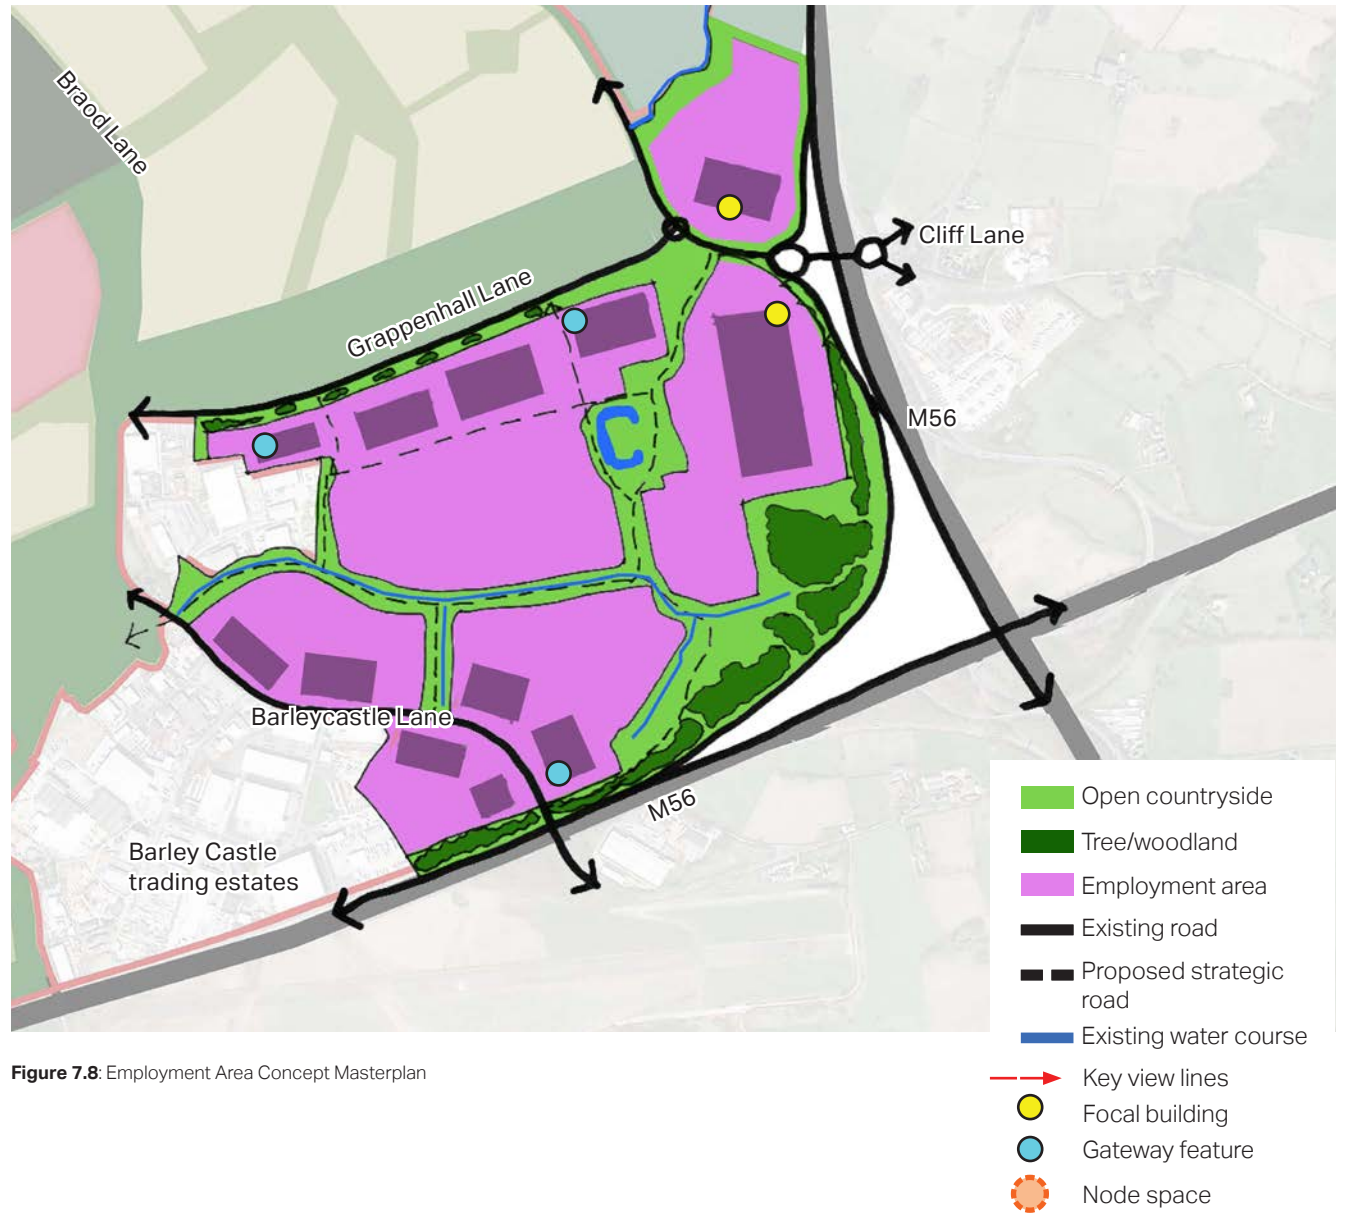 Braod Lane
Cliff Lane
Grappenhall Lane
M56
C
Barleycastle Lane
M56
Barley Castle
trading estates
Open countryside
Tree/woodland
Employment area
Existing road
Proposed strategic
road
Existing water course
Key view lines
Focal building
Gateway feature
Node space
Figure 7.8: Employment Area Concept Masterplan